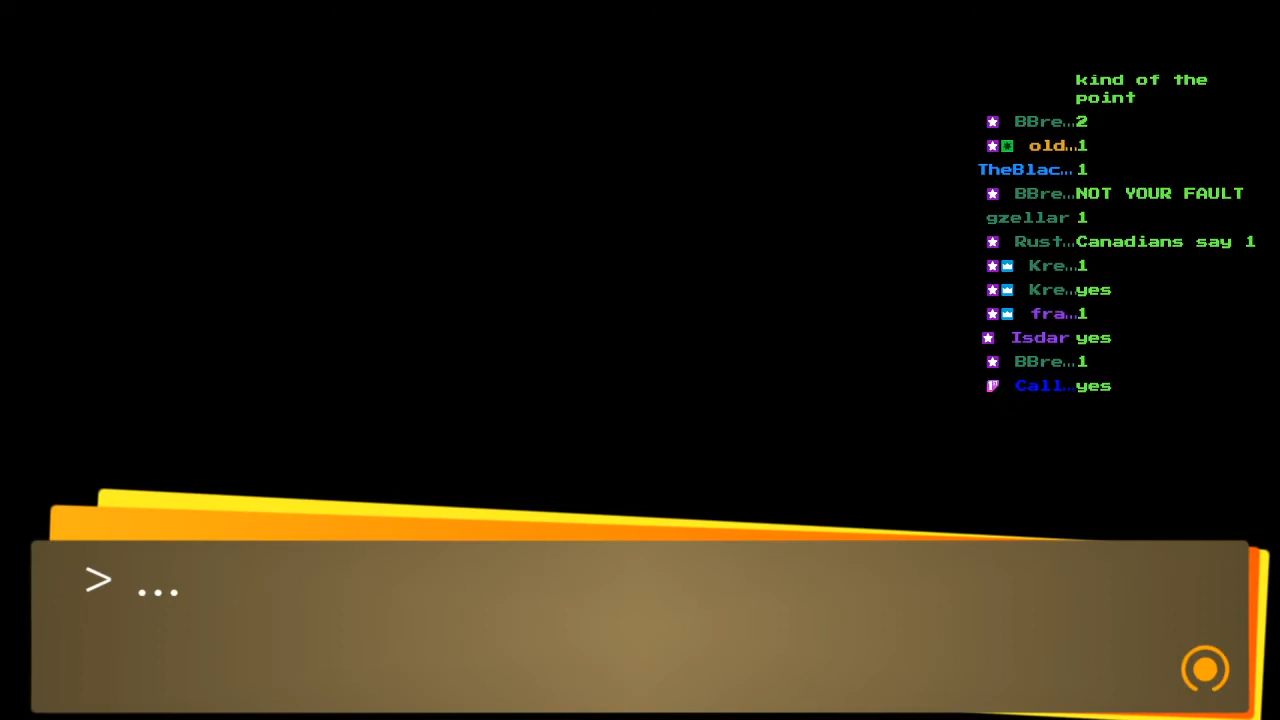 kind of the
point
BBre...2
old...1
TheBlac... 1
BBre...NOT YOUR FAULT
gzellar 1
Rust...Canadians say 1
Kre...1
Kre...yes
fra...1
Isdar yes
BBre...1
Call...yes
> ...